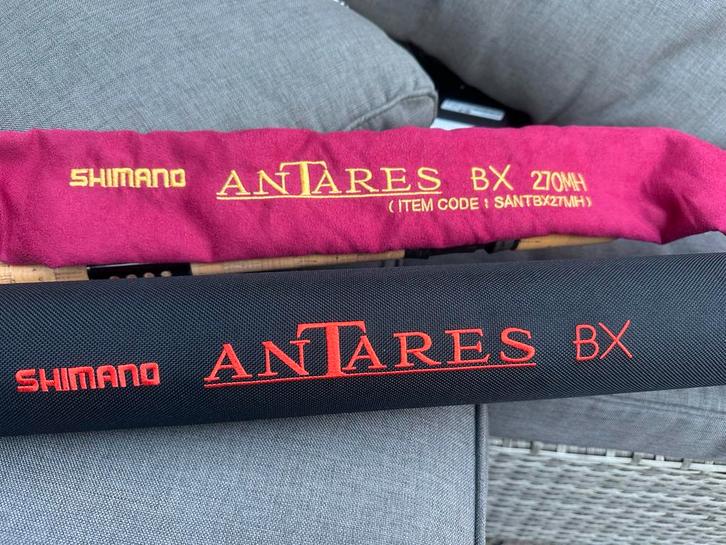 SHIMANO ANTARES BX 270MH
( ITEM CODE : SANTBX27MH )
SHIMANO ANTARES BX